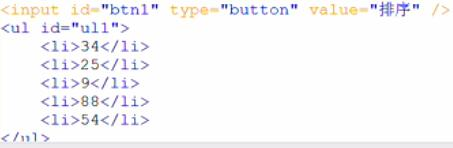 <input id="btn1" type="button" value="排序" />
<ul id="ul1">
<li>34</li>
<li>25</li>
<li>9</li>
<li>88</li>
<li>54</li>
</ul>